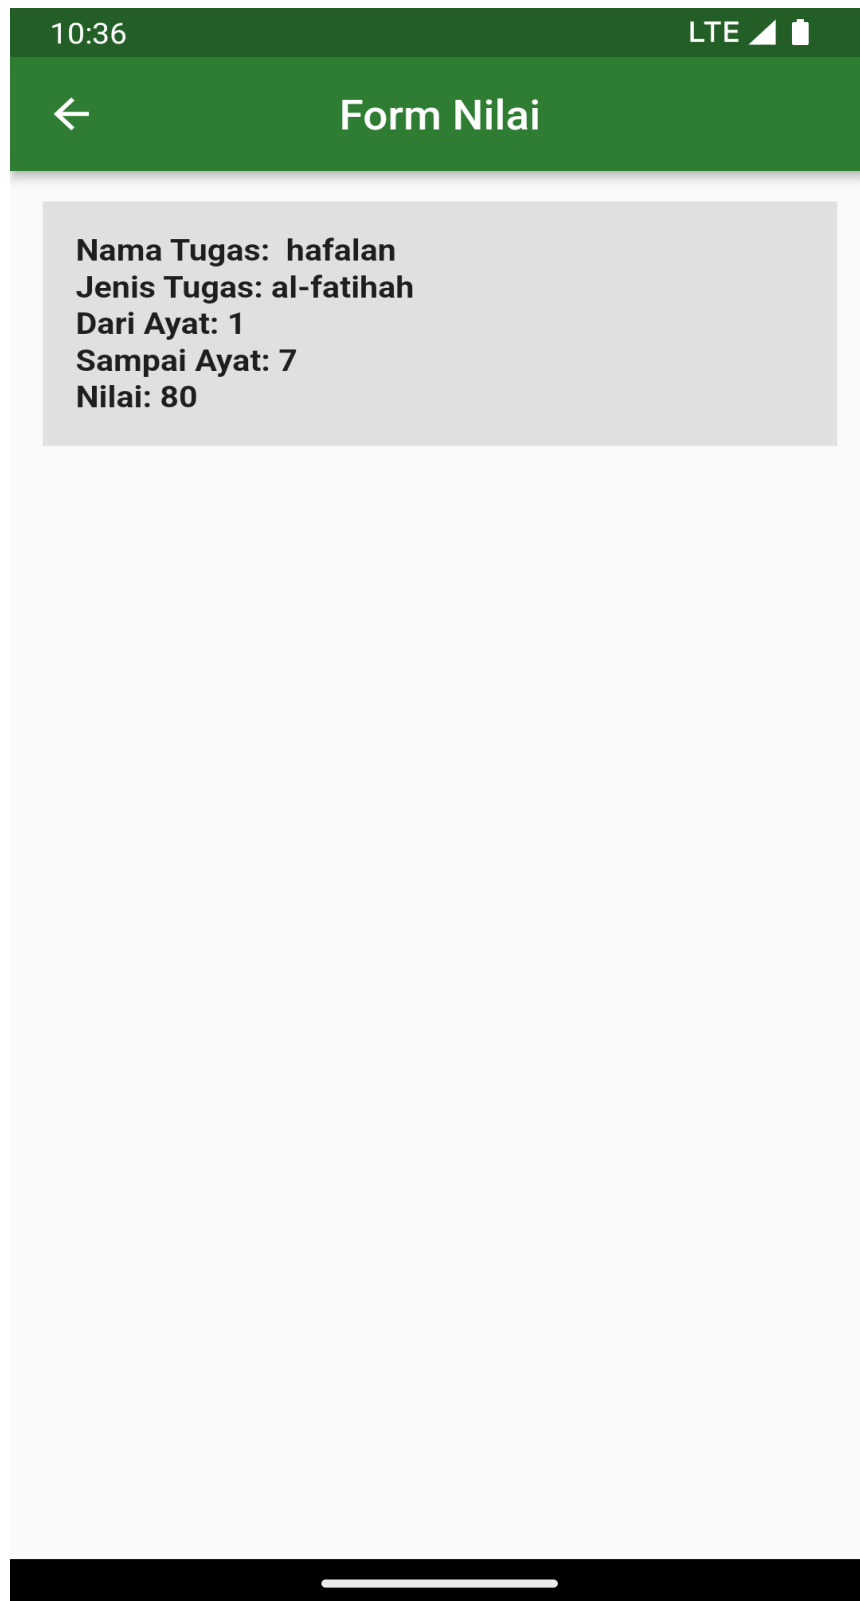 10:36 LTE
Form Nilai
Nama Tugas:  hafalan
Jenis Tugas: al-fatihah
Dari Ayat: 1
Sampai Ayat: 7
Nilai: 80